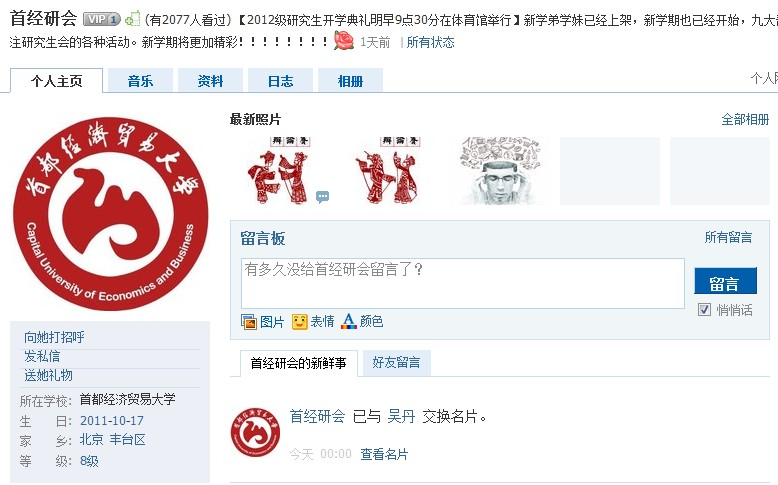 首经研会 VIP 1 (有2077人看过)【2012级研究生开学典礼明早9点30分在体育馆举行】新学弟学妹已经上架，新学期也已经开始，九大
注研究生会的各种活动。新学期将更加精彩！！！！！！！！ 1天前 | 所有状态
个人主页 音乐 资料 日志 相册 个人
首都经济贸易大学
Capital University of Economics and Business
最新照片 全部相册
辩论赛 辩论赛
留言板 所有留言
有多久没给首经研会留言了？
留言
悄悄话
图片 表情 A 颜色
向她打招呼
发私信
送她礼物
所在学校: 首都经济贸易大学
生 日: 2011-10-17
家 乡: 北京 丰台区
等 级: 8级
首经研会的新鲜事 好友留言
首经研会 已与 吴丹 交换名片。
今天 00:00 查看名片